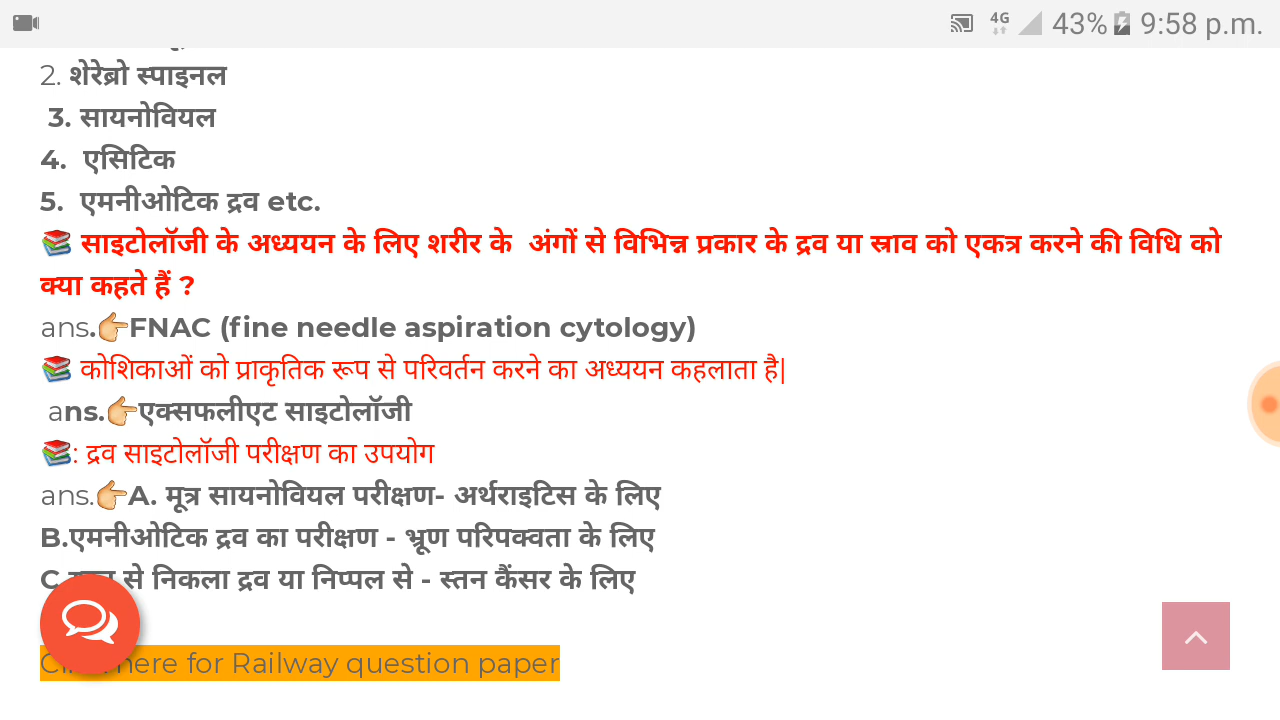 4G 43% 9:58 p.m.
2. शेरेब्रो स्पाइनल
3. सायनोवियल
4. एसिटिक
5. एमनीओटिक द्रव etc.
📚 साइटोलॉजी के अध्ययन के लिए शरीर के अंगों से विभिन्न प्रकार के द्रव या स्राव को एकत्र करने की विधि को
क्या कहते हैं ?
ans.👉FNAC (fine needle aspiration cytology)
📚 कोशिकाओं को प्राकृतिक रूप से परिवर्तन करने का अध्ययन कहलाता है|
ans.👉एक्सफलीएट साइटोलॉजी
📚: द्रव साइटोलॉजी परीक्षण का उपयोग
ans.👉A. मूत्र सायनोवियल परीक्षण- अर्थराइटिस के लिए
B.एमनीओटिक द्रव का परीक्षण - भ्रूण परिपक्वता के लिए
C. से निकला द्रव या निप्पल से - स्तन कैंसर के लिए
here for Railway question paper